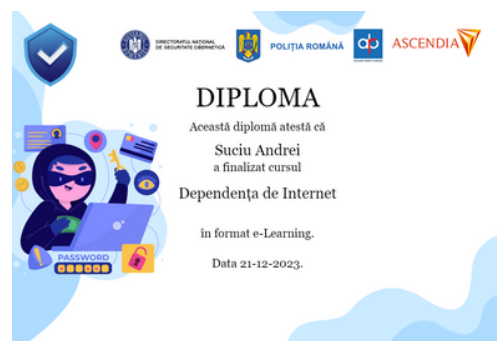 DIRECTORATUL NAȚIONAL
DE SECURITATE CIBERNETICĂ
POLIȚIA ROMÂNĂ
ASCENDIA
DIPLOMA
Această diplomă atestă că
Suciu Andrei
a finalizat cursul
Dependența de Internet
în format e-Learning.
Data 21-12-2023.
PASSWORD